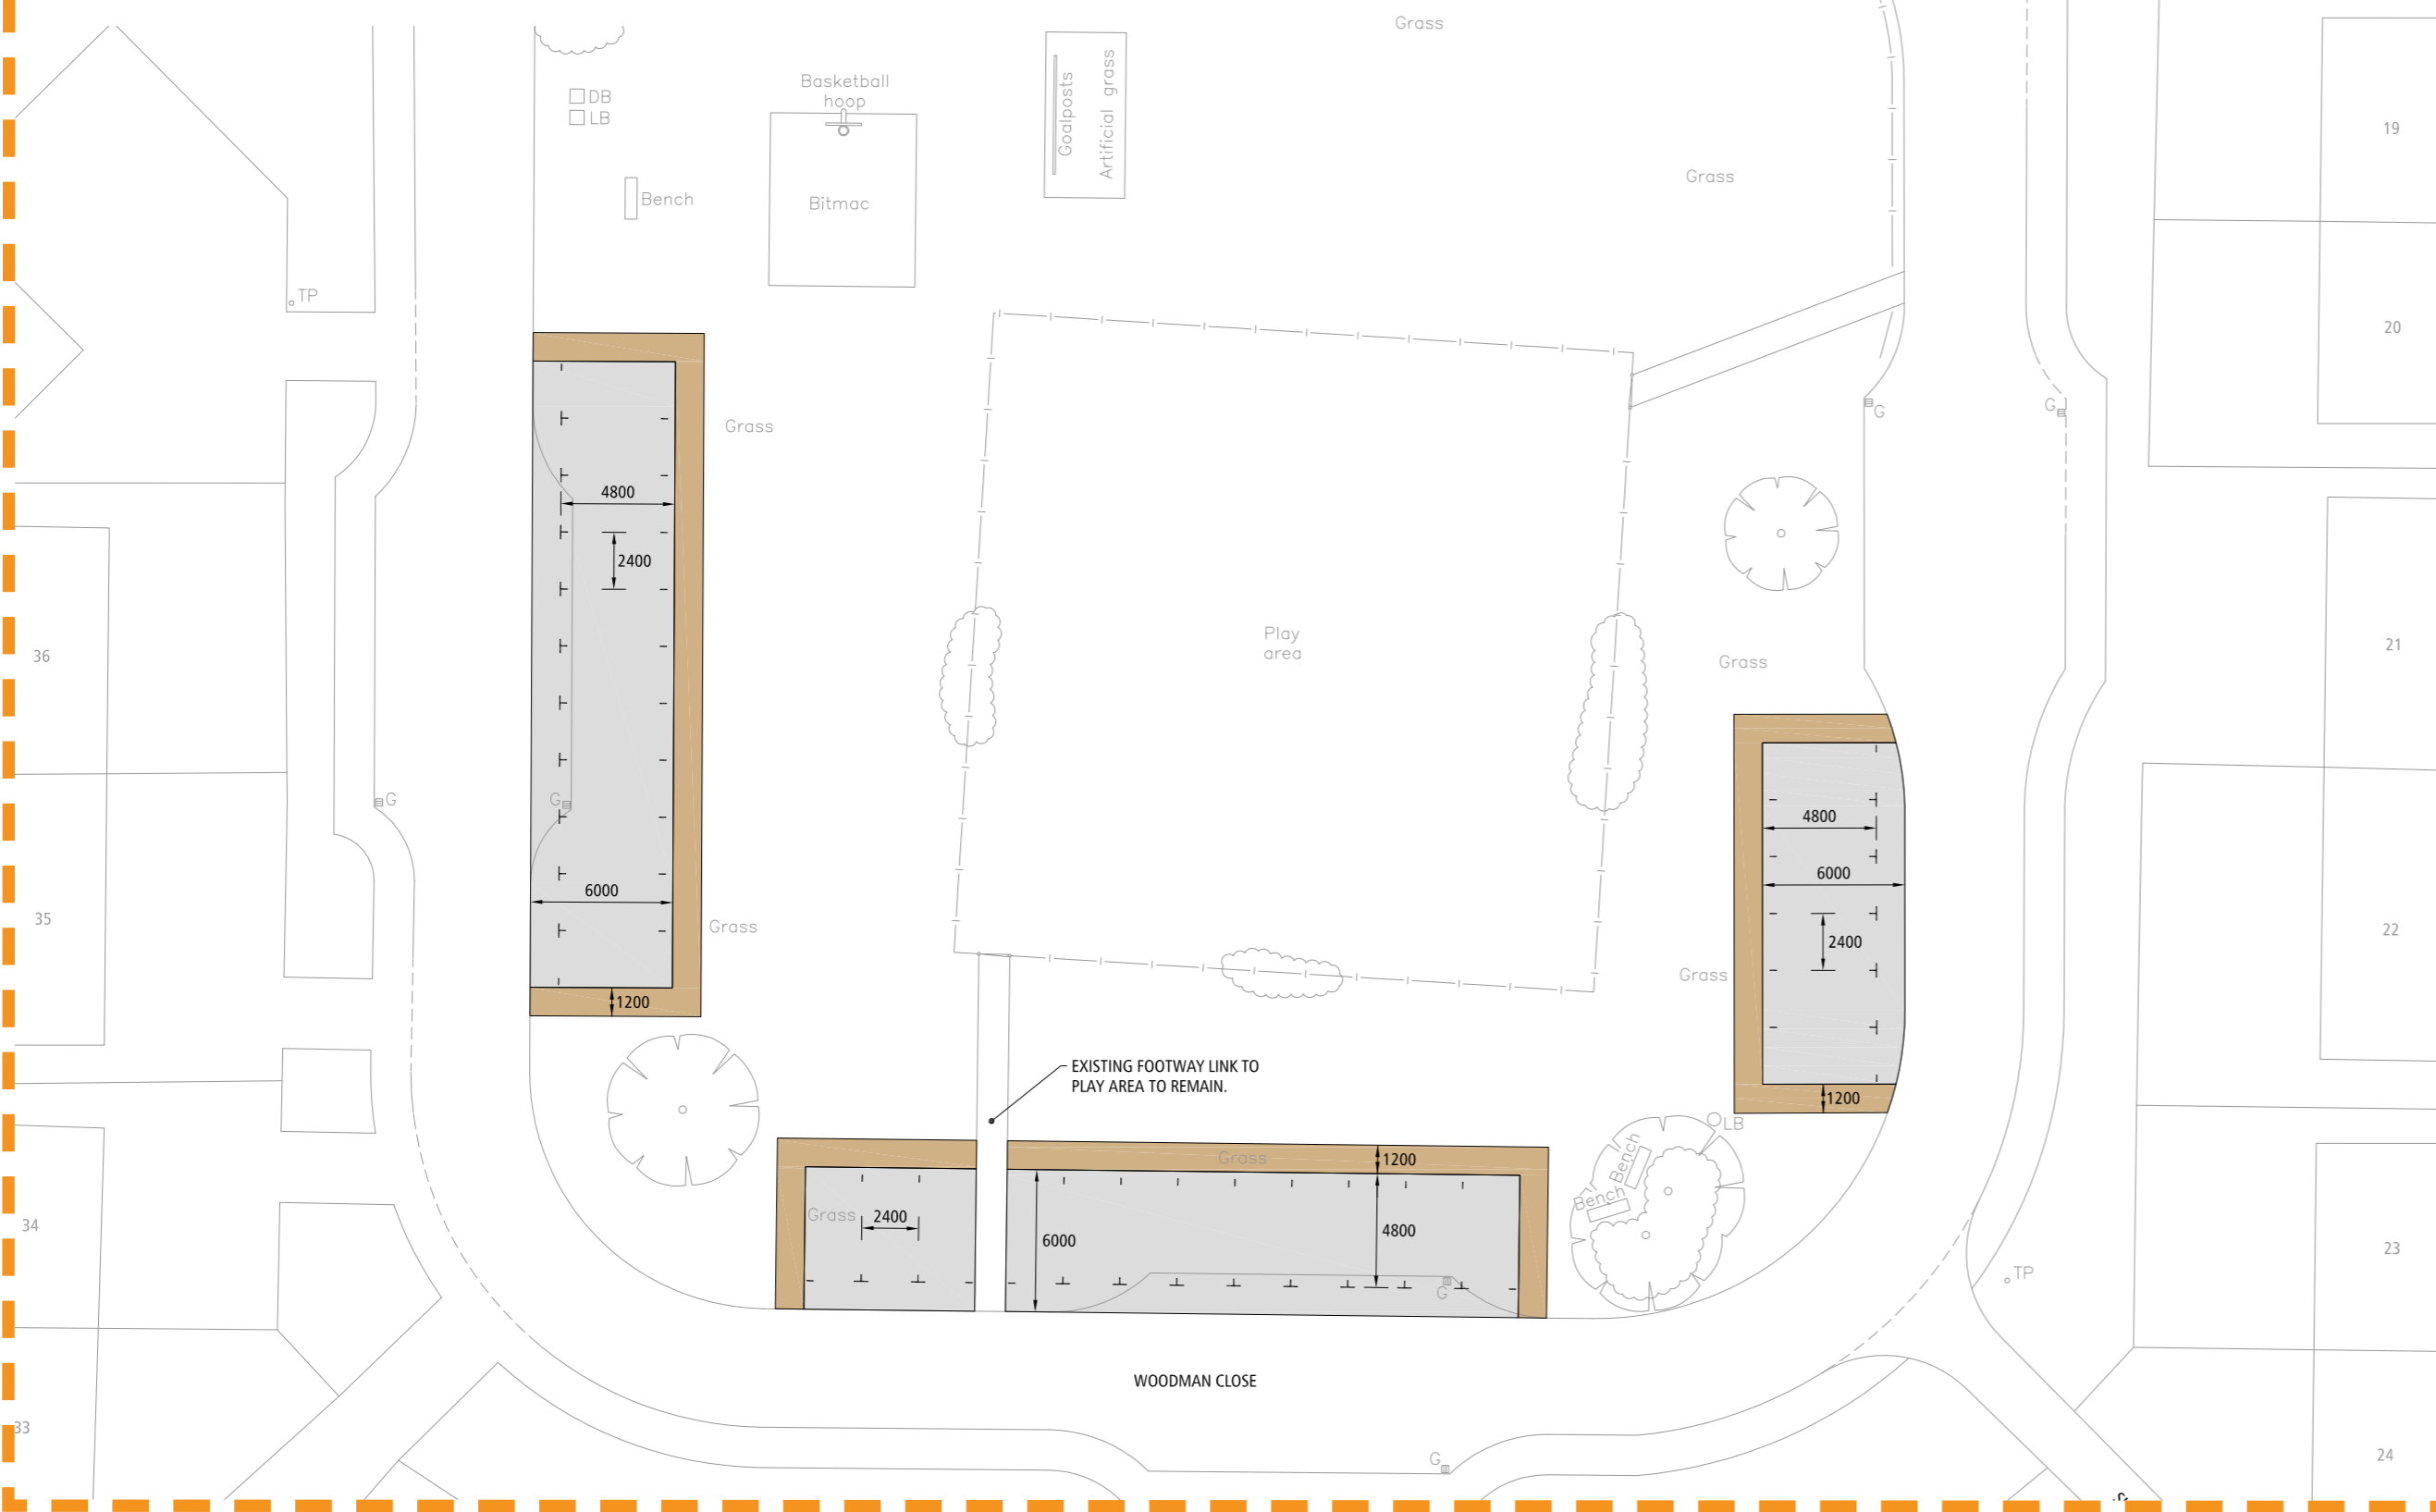 Grass
Basketball
hoop
DB
LB
Goalposts
Artificial grass
19
Bench
Bitmac
Grass
TP
20
G
G
Grass
4800
2400
Play
area
36
21
Grass
G
G
4800
6000
6000
35
Grass
22
2400
Grass
1200
EXISTING FOOTWAY LINK TO
PLAY AREA TO REMAIN.
1200
LB
Bench
Grass
1200
Bench
Grass
2400
4800
6000
34
23
TP
G
WOODMAN CLOSE
33
G
24